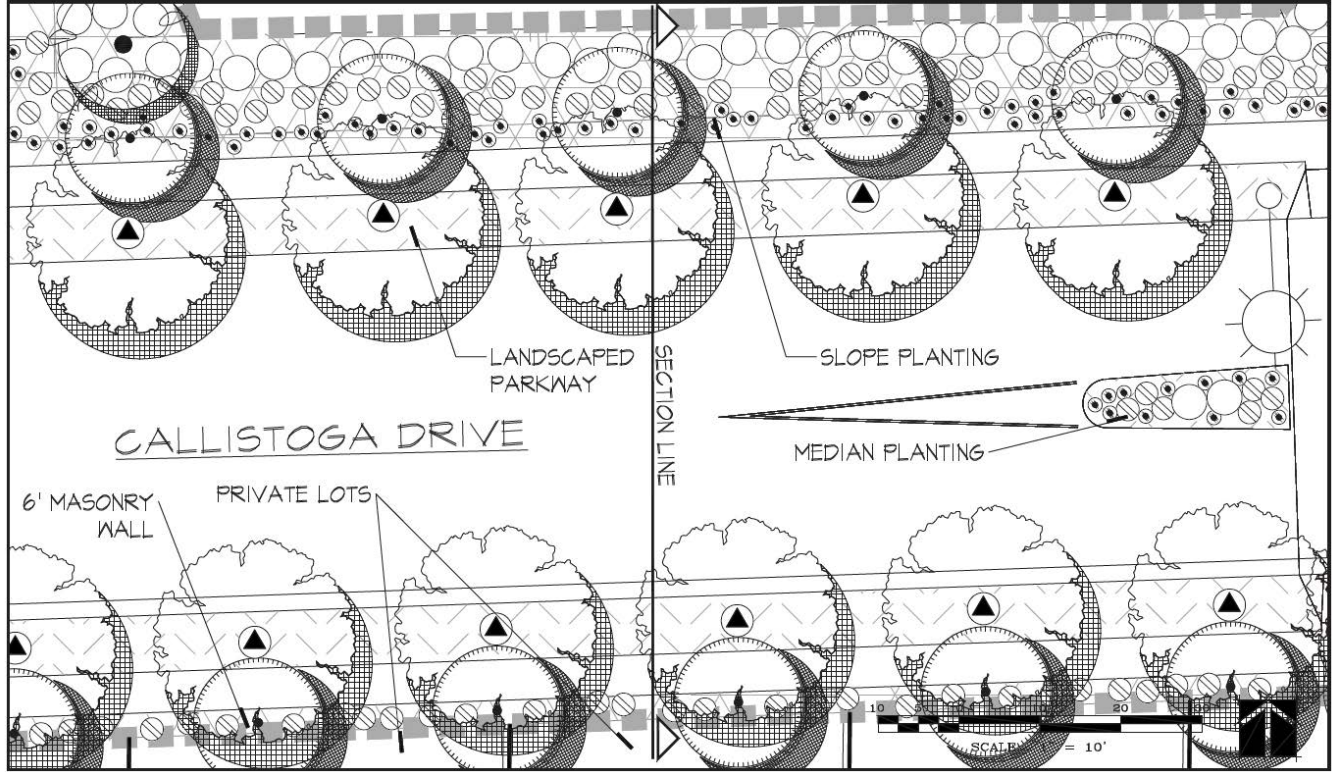 LANDSCAPED
PARKWAY
SECTION LINE
SLOPE PLANTING
CALLISTOGA DRIVE
MEDIAN PLANTING
6' MASONRY
WALL
PRIVATE LOTS
10
20
SCALE 1" = 10'